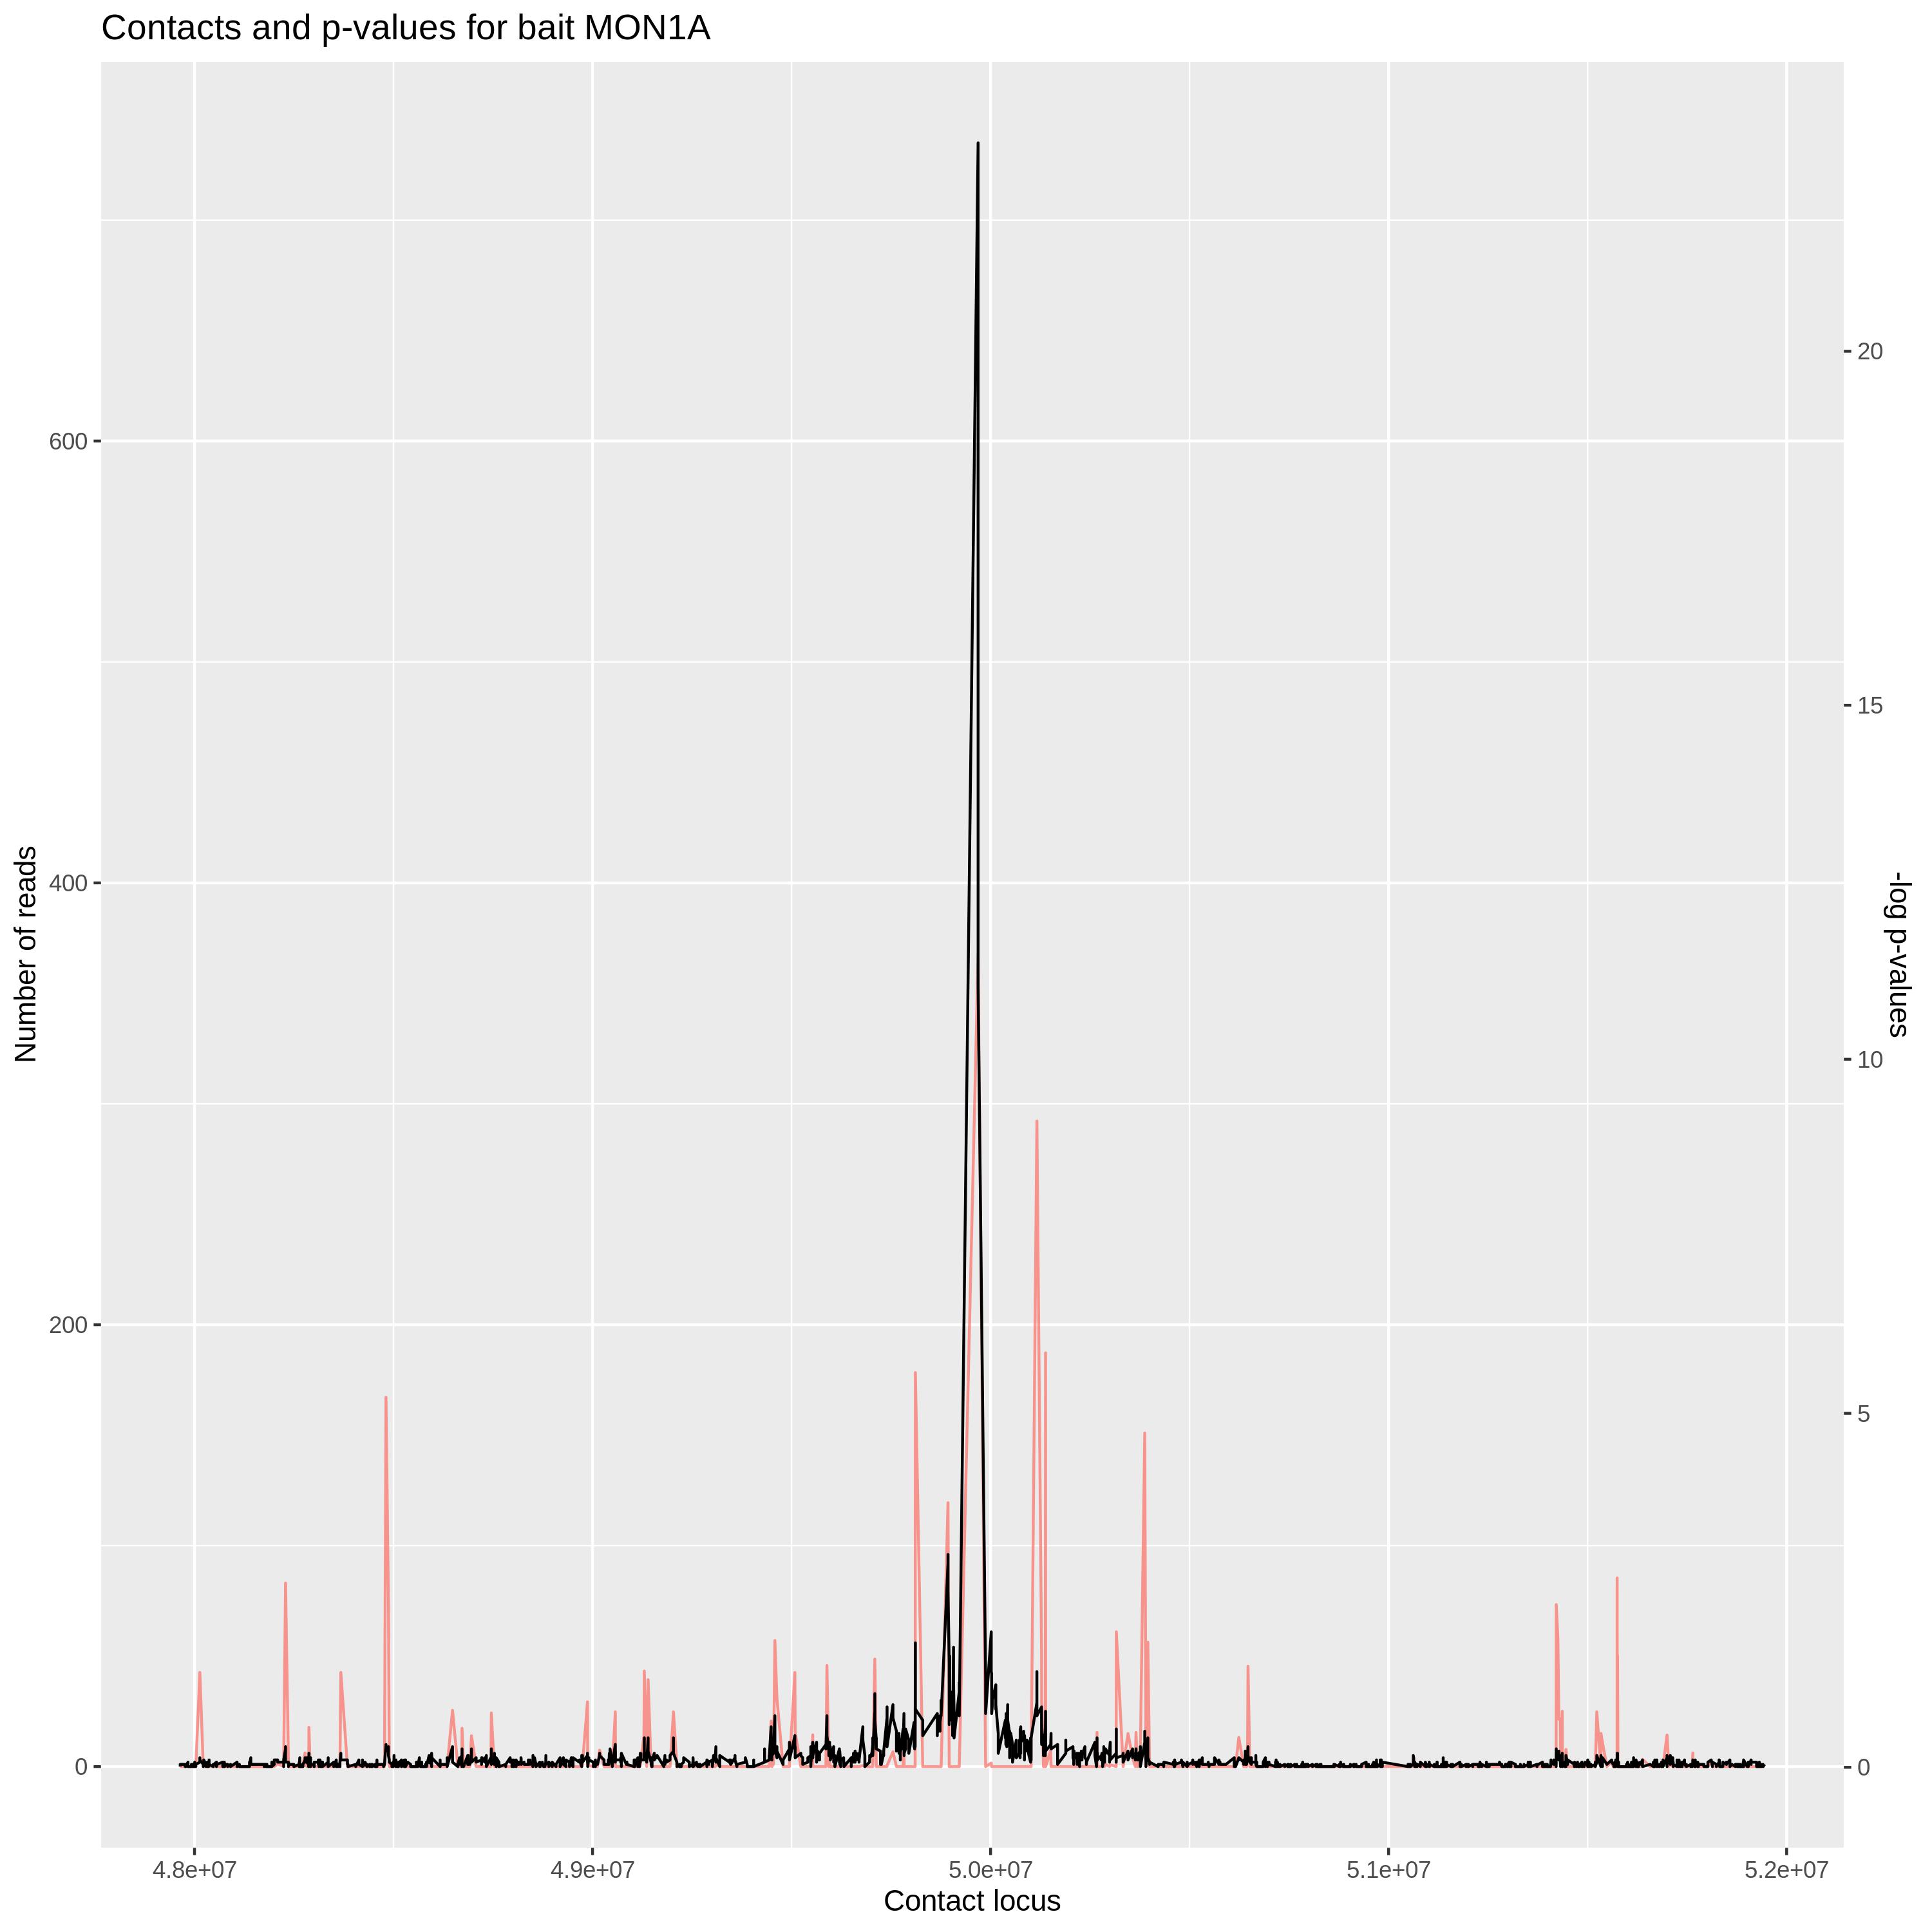 Contacts and p-values for bait MON1A
Number of reads
600
400
200
0
20
15
10
5
0
-log p-values
4.8e+07 4.9e+07 5.0e+07 5.1e+07 5.2e+07
Contact locus